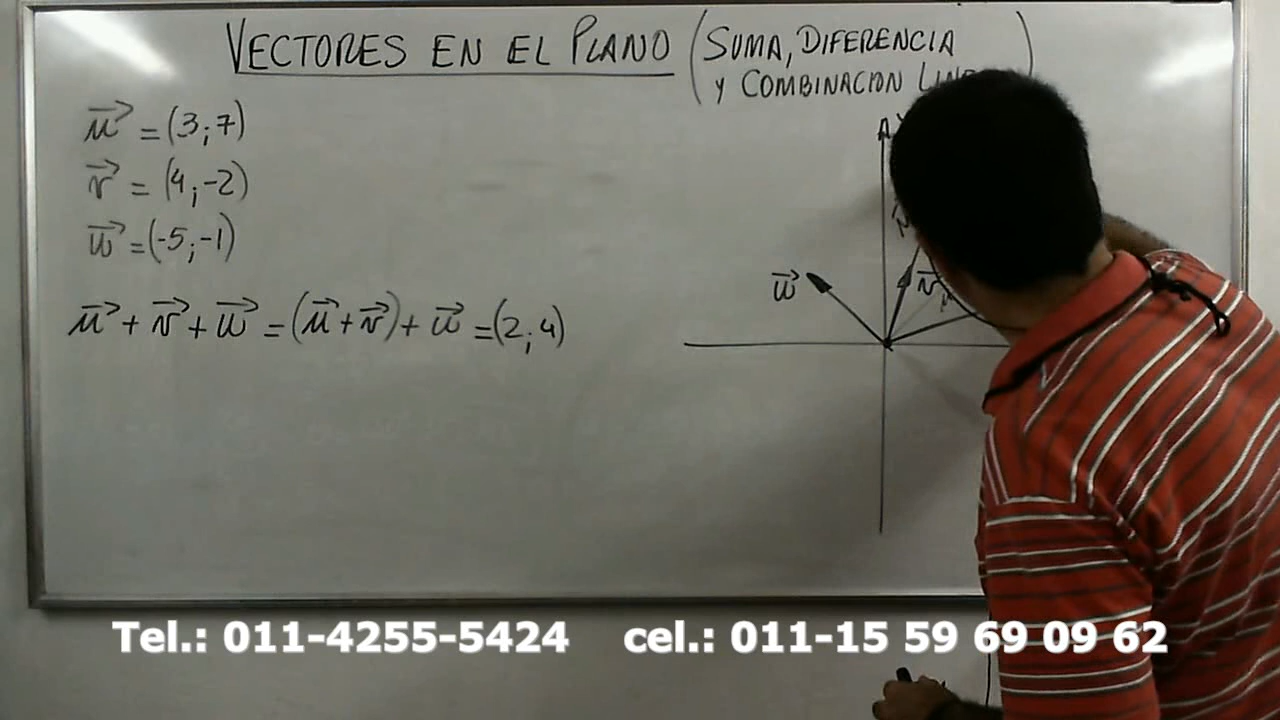 VECTORES EN EL PLANO (SUMA, DIFERENCIA
Y COMBINACION
u⃗ = (3;7)
v⃗ = (4;-2)
w⃗ = (-5;-1)
u⃗ + v⃗ + w⃗ = (u⃗ + v⃗) + w⃗ = (2;4)
w⃗
v⃗
Tel.: 011-4255-5424 cel.: 011-15 59 69 09 62